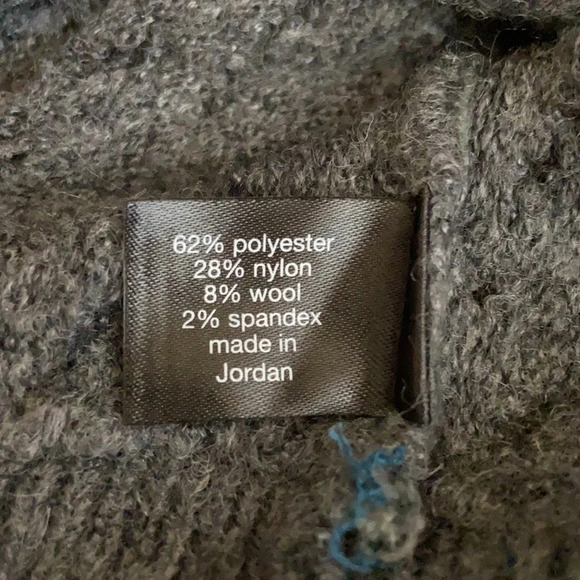 62% polyester
28% nylon
8% wool
2% spandex
made in
Jordan